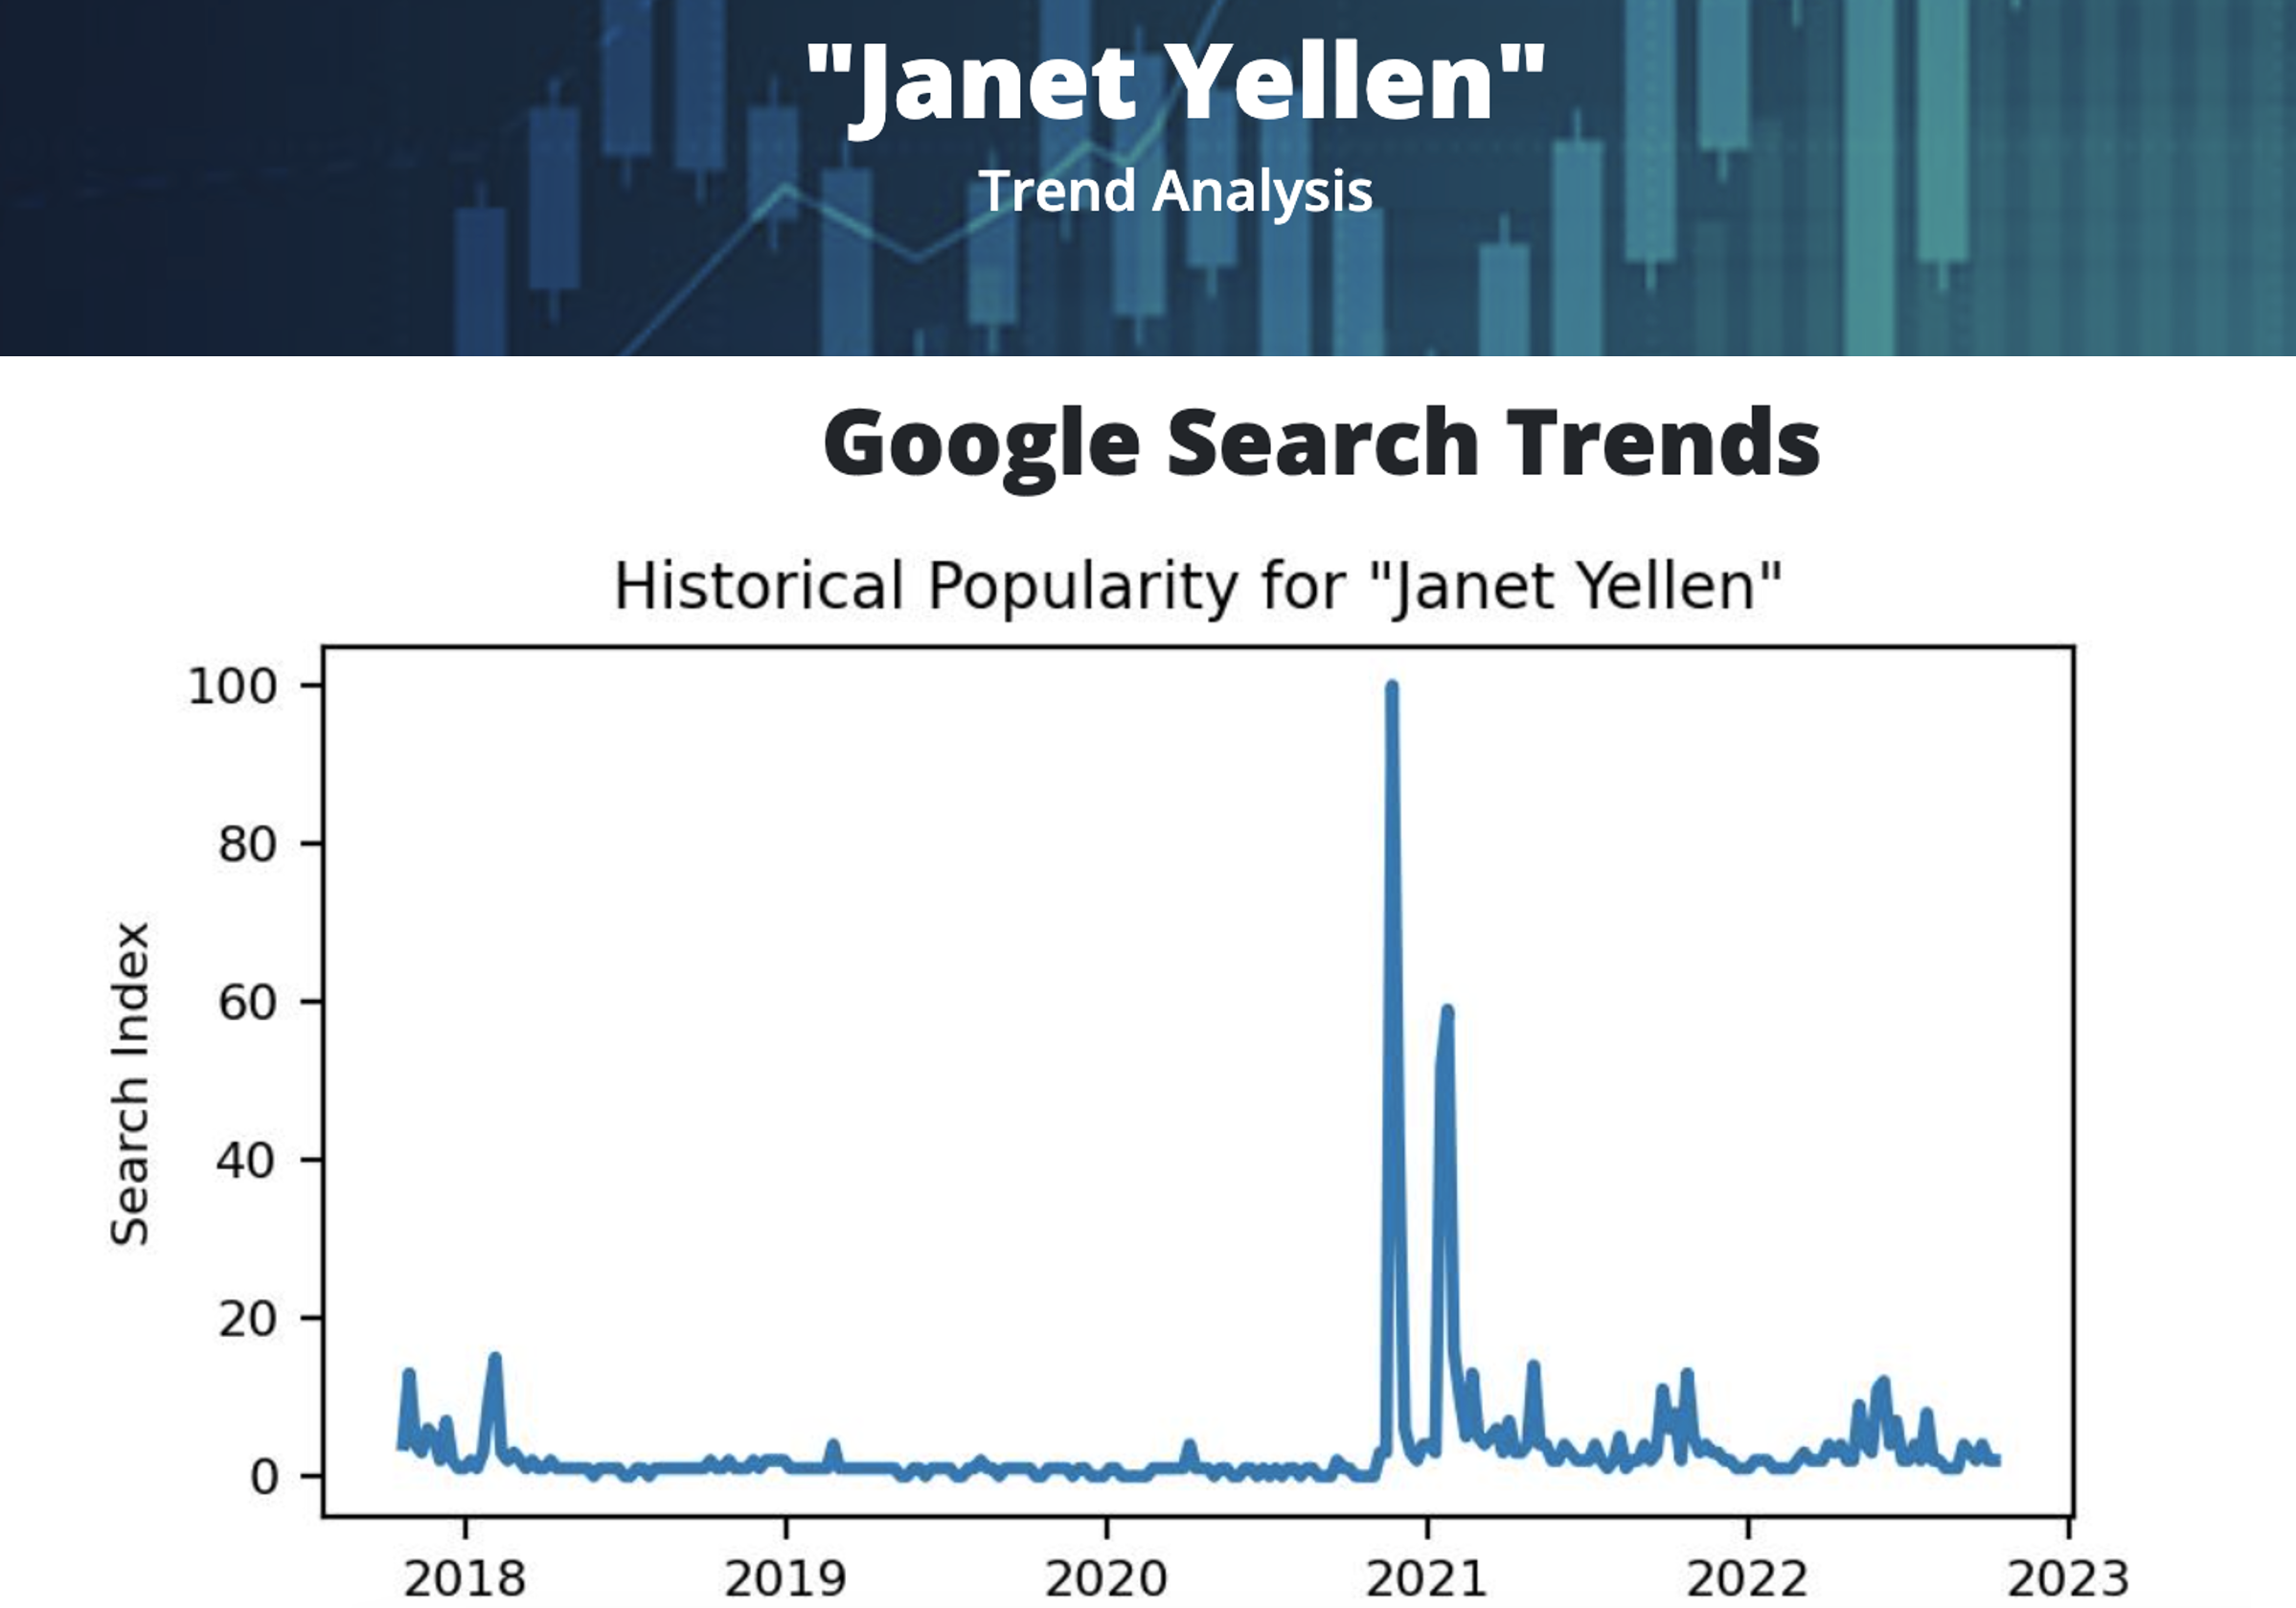 "Janet Yellen"
Trend Analysis
Google Search Trends
Historical Popularity for "Janet Yellen"
100
80
60
40
20
0
Search Index
2018 2019 2020 2021 2022 2023